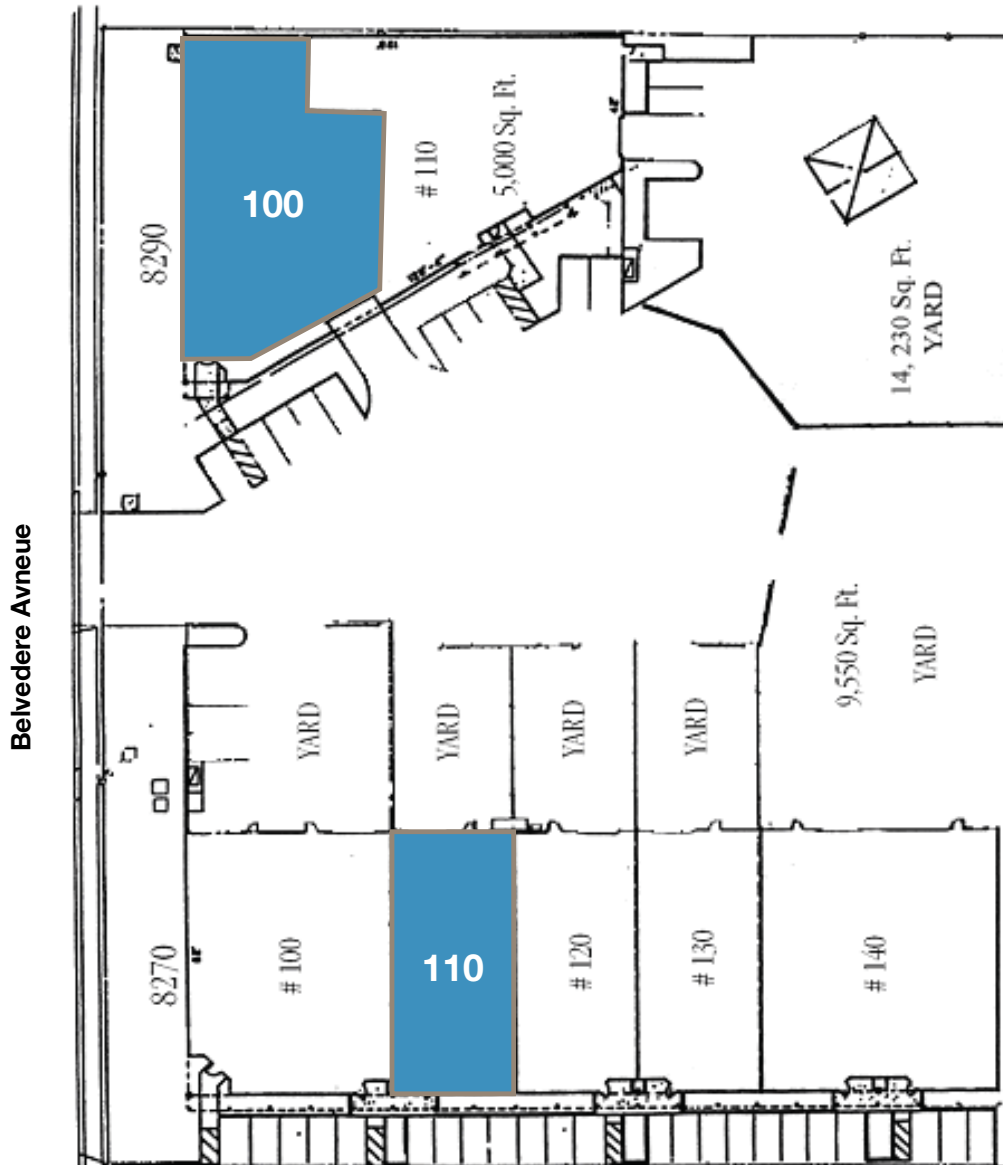 Belvedere Avneue
8290
100
# 110
5,000 Sq. Ft.
14, 230 Sq. Ft.
YARD
9,550 Sq. Ft.
YARD
YARD
YARD
YARD
YARD
8270
# 100
110
# 120
# 130
# 140